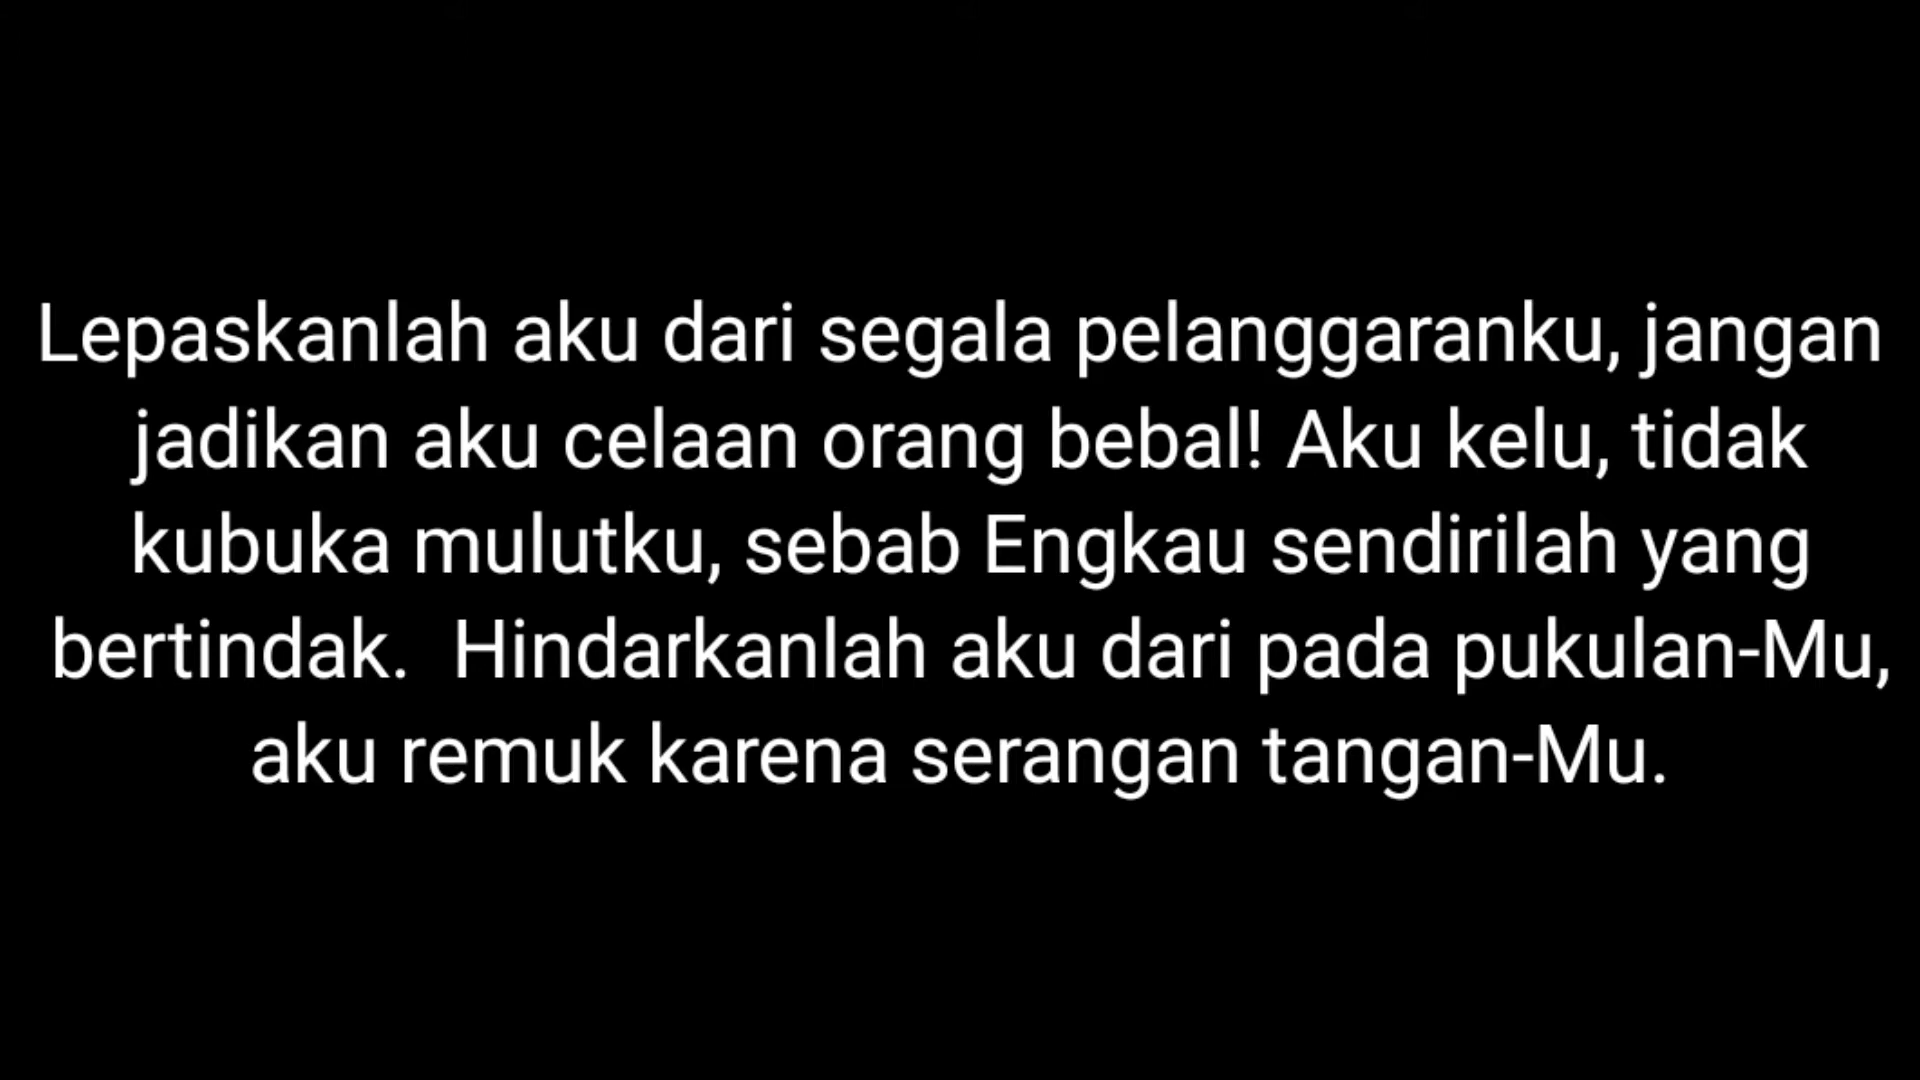 Lepaskanlah aku dari segala pelanggaranku, jangan
jadikan aku celaan orang bebal! Aku kelu, tidak
kubuka mulutku, sebab Engkau sendirilah yang
bertindak.  Hindarkanlah aku dari pada pukulan-Mu,
aku remuk karena serangan tangan-Mu.